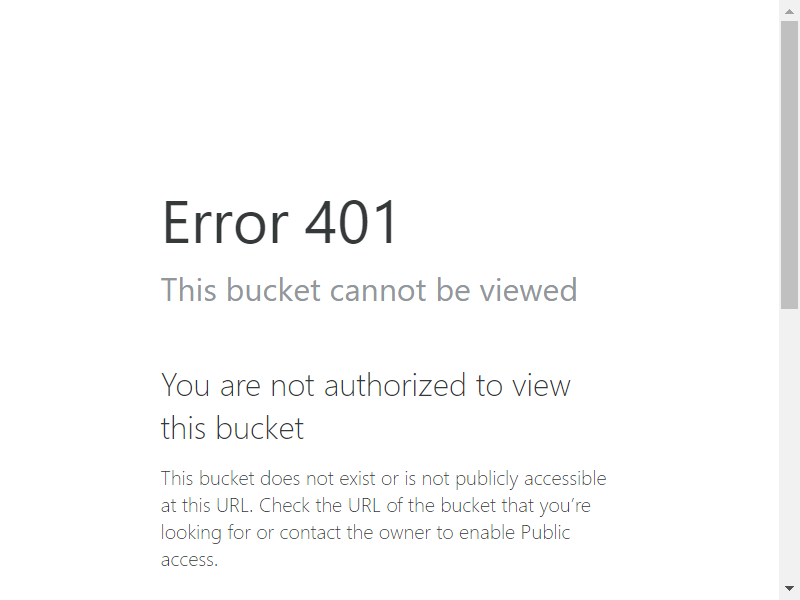 Error 401
This bucket cannot be viewed
You are not authorized to view
this bucket
This bucket does not exist or is not publicly accessible
at this URL. Check the URL of the bucket that you’re
looking for or contact the owner to enable Public
access.